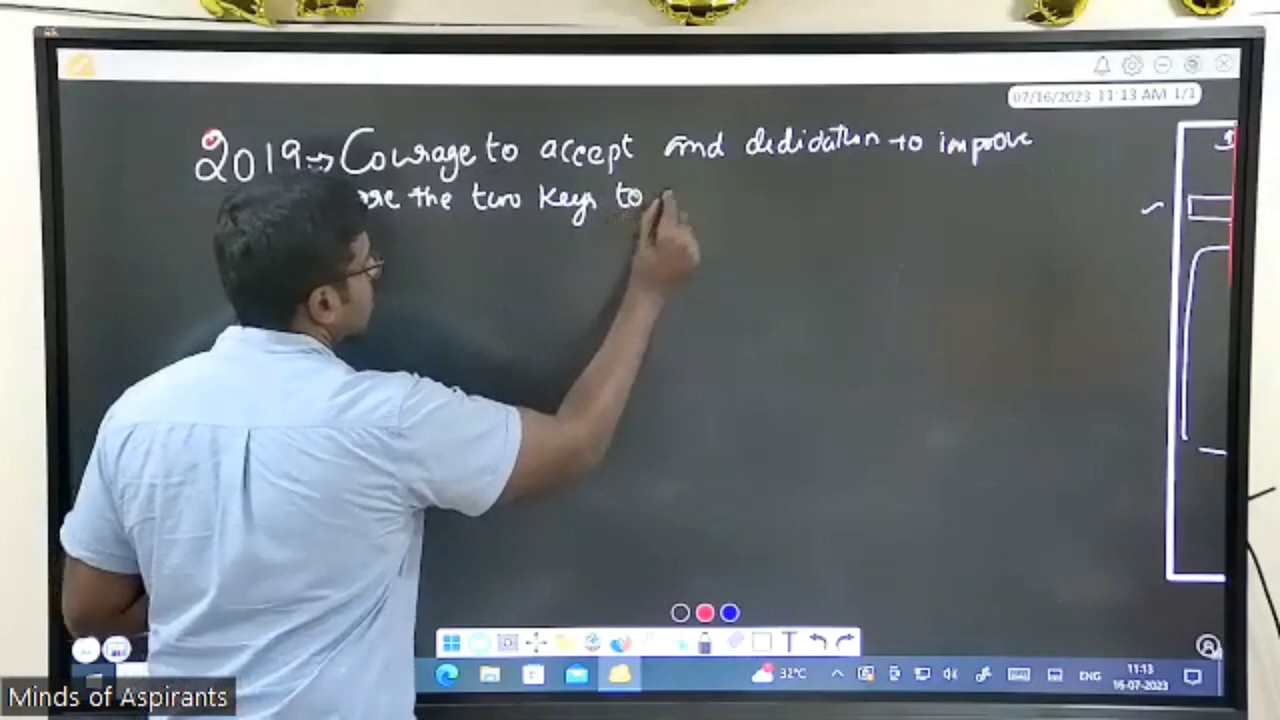 07/16/2023 11:13 AM 1/1
2019 → Courage to accept and dedidation to improve
are the two keys to
T
32°C
ENG
11:13
16-07-2023
Minds of Aspirants